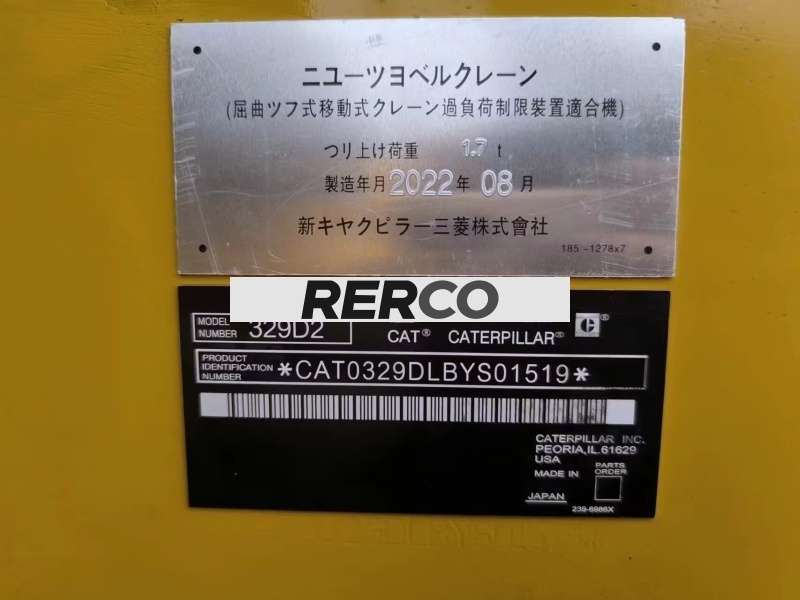 ニユーツヨベルクレーン
(屈曲ツフ式移動式クレーン過負荷制限裝置適合機)
つり上げ荷重 1.7 t
製造年月 2022 年 08 月
新キヤクピラー三菱株式會社
185-1278x7
RERCO
MODEL NUMBER 329D2 CAT® CATERPILLAR® C®
PRODUCT IDENTIFICATION NUMBER *CAT0329DLBYS01519*
CATERPILLAR INC.
PEORIA,IL.61629
USA
MADE IN
JAPAN
PARTS ORDER
239-6986X